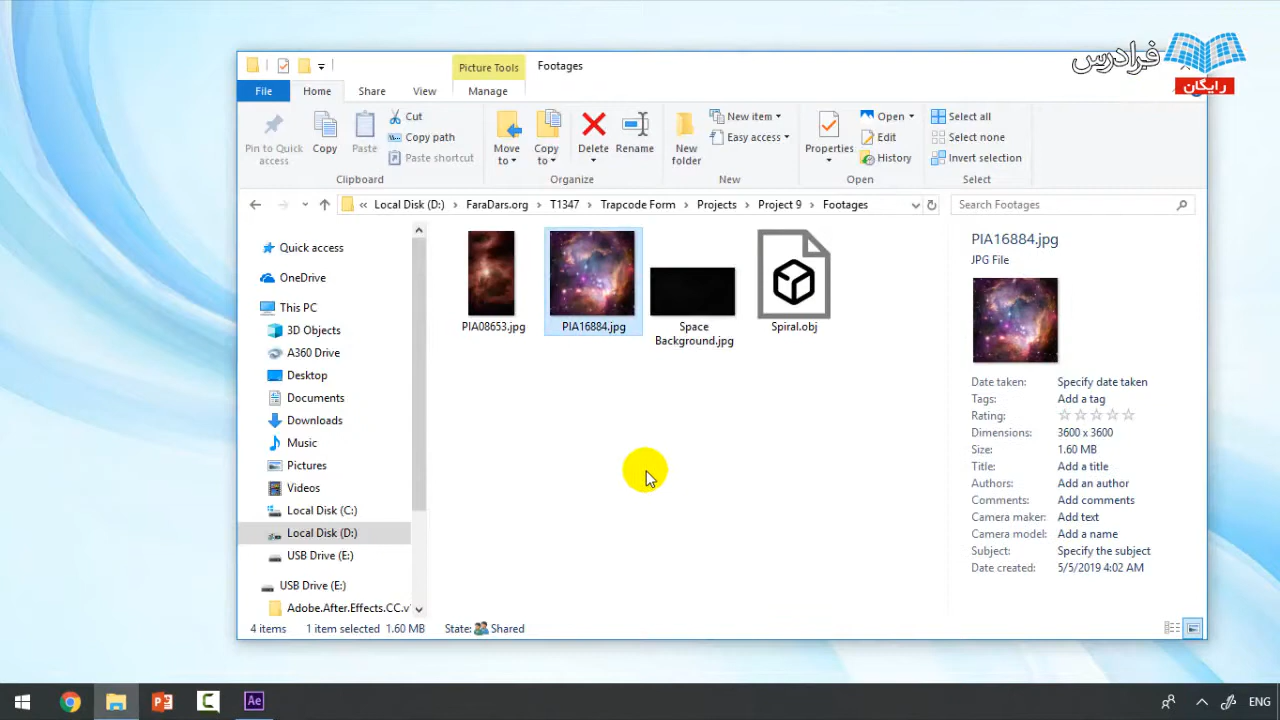 Picture Tools
Footages
فرادرس
رایگان
File
Home
Share
View
Manage
Pin to Quick access
Copy
Paste
Cut
Copy path
Paste shortcut
Clipboard
Move to
Copy to
Delete
Rename
Organize
New folder
New item
Easy access
New
Properties
Open
Edit
History
Open
Select all
Select none
Invert selection
Select
« Local Disk (D:) > FaraDars.org > T1347 > Trapcode Form > Projects > Project 9 > Footages
Search Footages
Quick access
OneDrive
This PC
3D Objects
A360 Drive
Desktop
Documents
Downloads
Music
Pictures
Videos
Local Disk (C:)
Local Disk (D:)
USB Drive (E:)
USB Drive (E:)
Adobe.After.Effects.CC.v
PIA08653.jpg
PIA16884.jpg
Space
Background.jpg
Spiral.obj
PIA16884.jpg
JPG File
Date taken: Specify date taken
Tags: Add a tag
Rating:
Dimensions: 3600 x 3600
Size: 1.60 MB
Title: Add a title
Authors: Add an author
Comments: Add comments
Camera maker: Add text
Camera model: Add a name
Subject: Specify the subject
Date created: 5/5/2019 4:02 AM
4 items 1 item selected 1.60 MB State: Shared
Ae
ENG